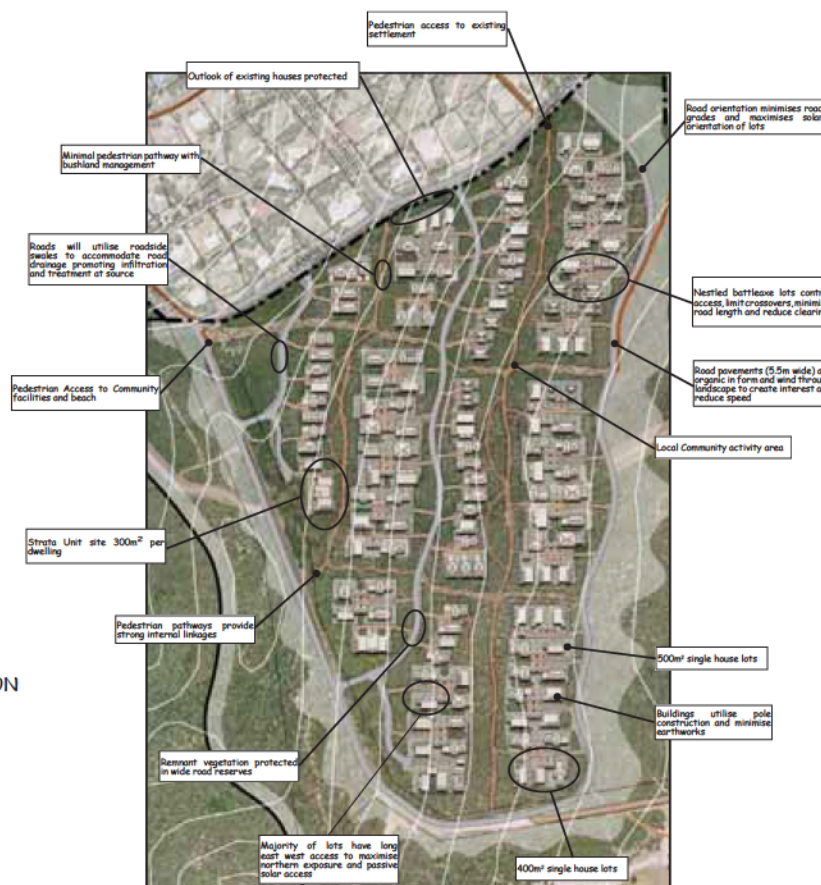 Pedestrian access to existing
settlement
Outlook of existing houses protected
Road orientation minimises road
grades and maximises solar
orientation of lots
Minimal pedestrian pathway with
bushland management
Roads will utilise roadside
swales to accommodate road
drainage promoting infiltration
and treatment at source
Nestled battleaxe lots contr
access, limit crossovers, minimi
road length and reduce clearin
Pedestrian Access to Community
facilities and beach
Road pavements (5.5m wide) a
organic in form and wind throu
landscape to create interest a
reduce speed
Local Community activity area
Strata Unit site 300m² per
dwelling
Pedestrian pathways provide
strong internal linkages
500m² single house lots
ON
Buildings utilise pole
construction and minimise
earthworks
Remnant vegetation protected
in wide road reserves
Majority of lots have long
east west access to maximise
northern exposure and passive
solar access
400m² single house lots